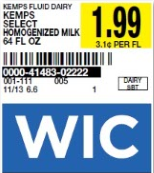 KEMPS FLUID DAIRY
KEMPS
SELECT
HOMOGENIZED MILK
64 FL OZ
1.99
3.1¢ PER FL
0000-41483-02222
001-111 005
11/13 6.6 1
DAIRY
SBT
WIC